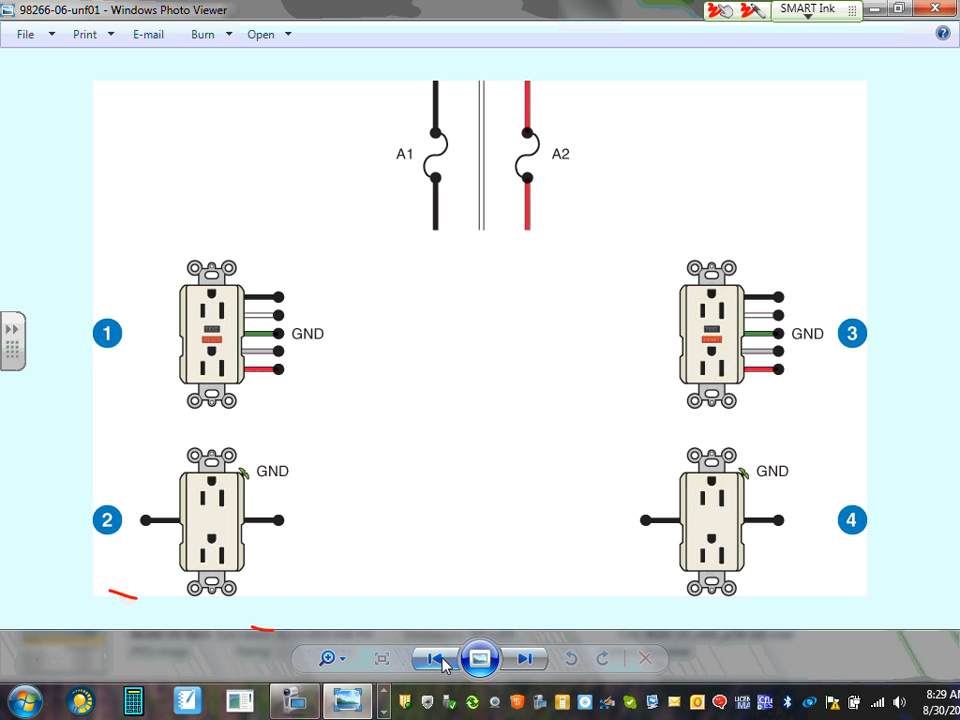 98266-06-unf01 - Windows Photo Viewer
SMART Ink
File Print E-mail Burn Open
A1 A2
1 GND
GND 3
GND
2
GND
4
8:29 AM
8/30/20